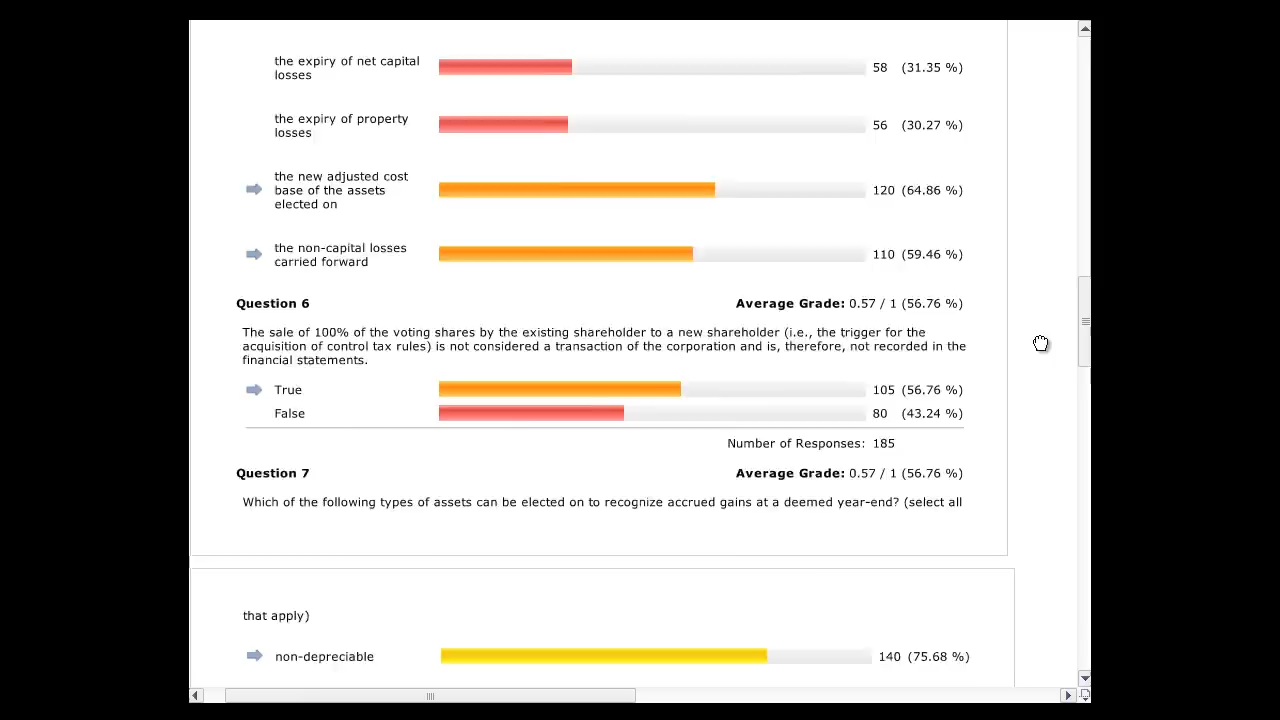 the expiry of net capital
losses
58 (31.35 %)
the expiry of property
losses
56 (30.27 %)
the new adjusted cost
base of the assets
elected on
120 (64.86 %)
the non-capital losses
carried forward
110 (59.46 %)
Question 6 Average Grade: 0.57 / 1 (56.76 %)
The sale of 100% of the voting shares by the existing shareholder to a new shareholder (i.e., the trigger for the
acquisition of control tax rules) is not considered a transaction of the corporation and is, therefore, not recorded in the
financial statements.
True 105 (56.76 %)
False 80 (43.24 %)
Number of Responses: 185
Question 7 Average Grade: 0.57 / 1 (56.76 %)
Which of the following types of assets can be elected on to recognize accrued gains at a deemed year-end? (select all
that apply)
non-depreciable 140 (75.68 %)